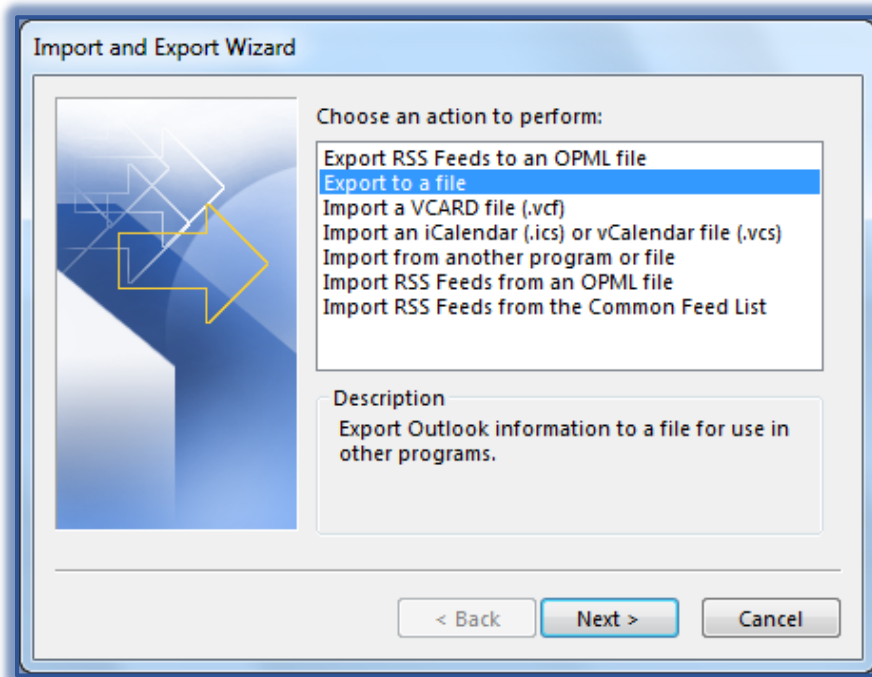 Import and Export Wizard
Choose an action to perform:
Export RSS Feeds to an OPML file
Export to a file
Import a VCARD file (.vcf)
Import an iCalendar (.ics) or vCalendar file (.vcs)
Import from another program or file
Import RSS Feeds from an OPML file
Import RSS Feeds from the Common Feed List
Description
Export Outlook information to a file for use in
other programs.
< Back Next > Cancel